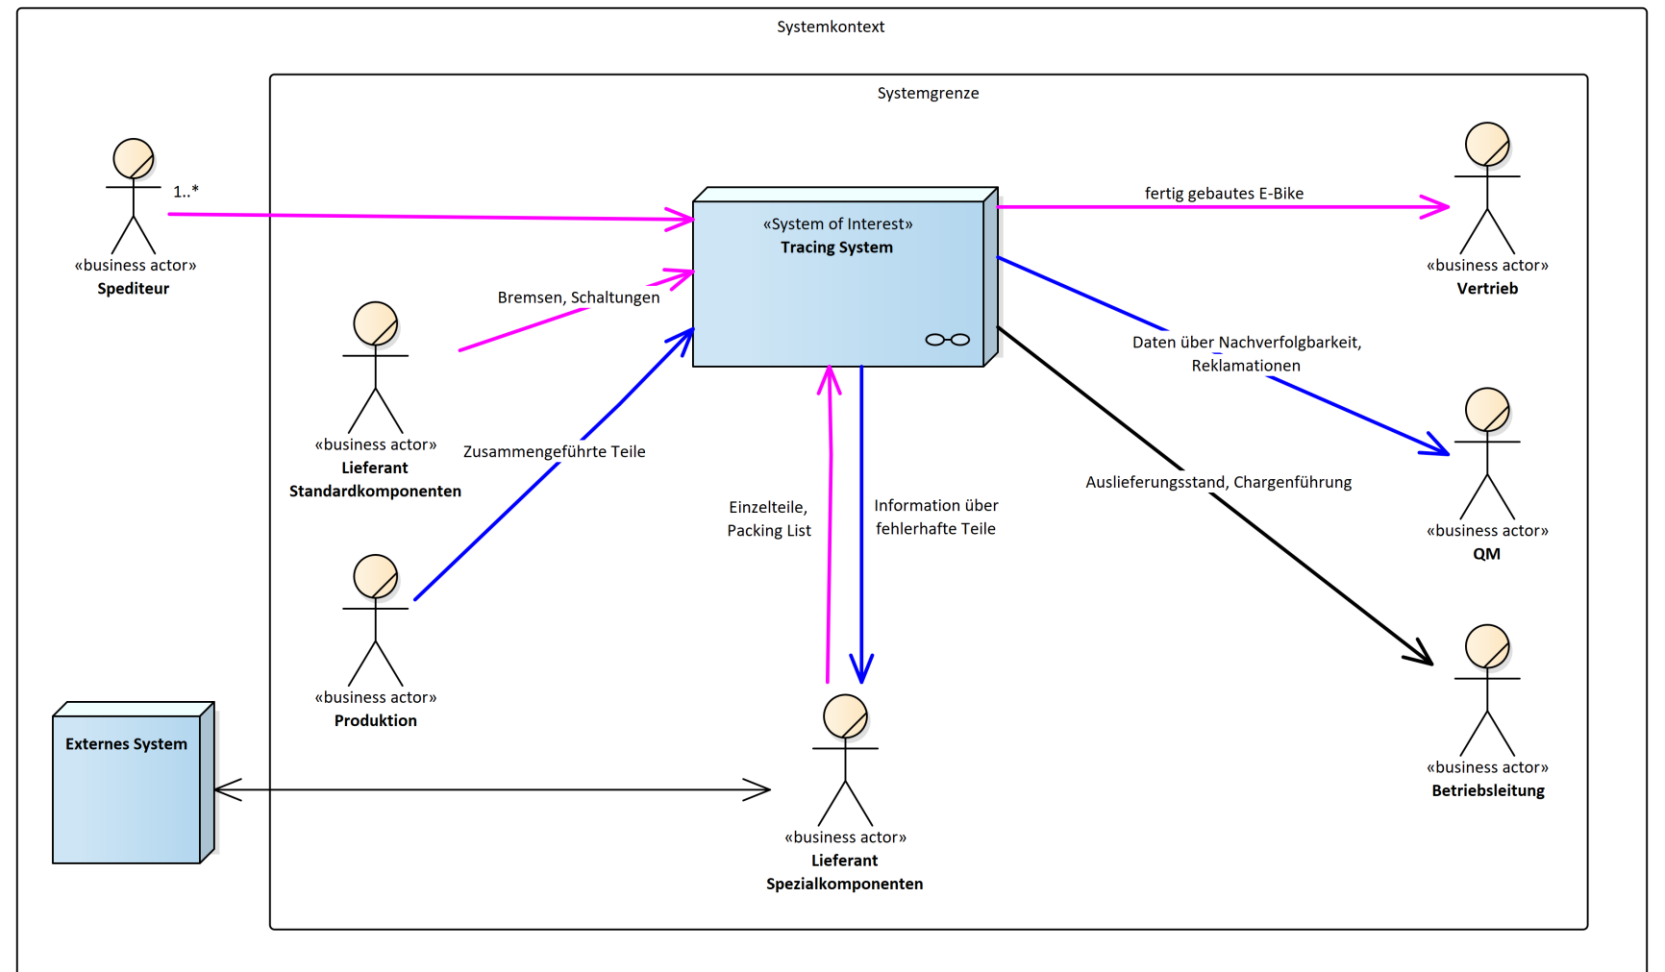 Systemkontext
Systemgrenze
1..*
«business actor»
Spediteur
«System of Interest»
Tracing System
fertig gebautes E-Bike
«business actor»
Vertrieb
Bremsen, Schaltungen
Daten über Nachverfolgbarkeit,
Reklamationen
«business actor»
Lieferant
Standardkomponenten
Zusammengeführte Teile
Einzelteile,
Packing List
Information über
fehlerhafte Teile
Auslieferungsstand, Chargenführung
«business actor»
QM
«business actor»
Produktion
Externes System
«business actor»
Lieferant
Spezialkomponenten
«business actor»
Betriebsleitung